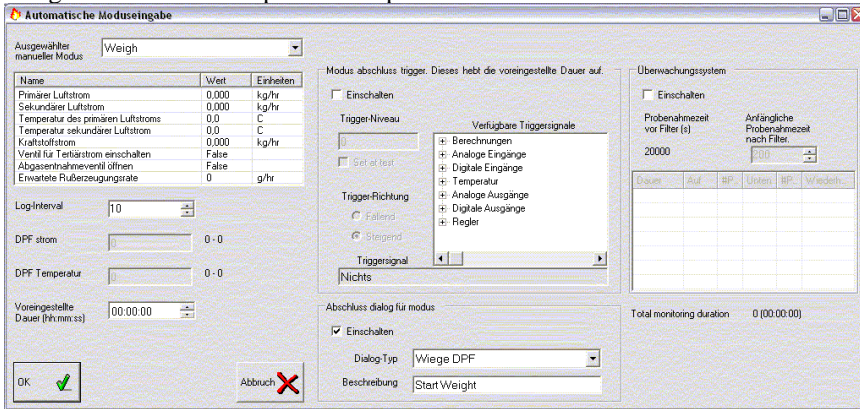 Automatische Moduseingabe
Ausgewählter manueller Modus
Weigh
Name Wert Einheiten
Primärer Luftstrom 0,000 kg/hr
Sekundärer Luftstrom 0,000 kg/hr
Temperatur des primären Luftstroms 0,0 C
Temperatur sekundärer Luftstrom 0,0 C
Kraftstoffstrom 0,000 kg/hr
Ventil für Tertiärstrom einschalten False
Abgasentnahmeventil öffnen False
Erwartete Rußerzeugungsrate 0 g/hr
Log-Interval 10
DPF strom 0 0 - 0
DPF Temperatur 0 0 - 0
Voreingestellte Dauer (hh:mm:ss) 00:00:00
OK
Abbruch
Modus abschluss trigger. Dieses hebt die voreingestellte Dauer auf.
Einschalten
Trigger-Niveau
0
Set at test
Trigger-Richtung
Fallend
Steigend
Verfügbare Triggersignale
Berechnungen
Analoge Eingänge
Digitale Eingänge
Temperatur
Analoge Ausgänge
Digitale Ausgänge
Regler
Triggersignal
Nichts
Abschluss dialog für modus
Einschalten
Dialog-Typ Wiege DPF
Beschreibung Start Weight
Überwachungssystem
Einschalten
Probenahmezeit vor Filter (s)
20000
Anfängliche Probenahmezeit nach Filter.
200
Dauer Auf #P... Unten #P... Wiederh...
Total monitoring duration 0 (00:00:00)